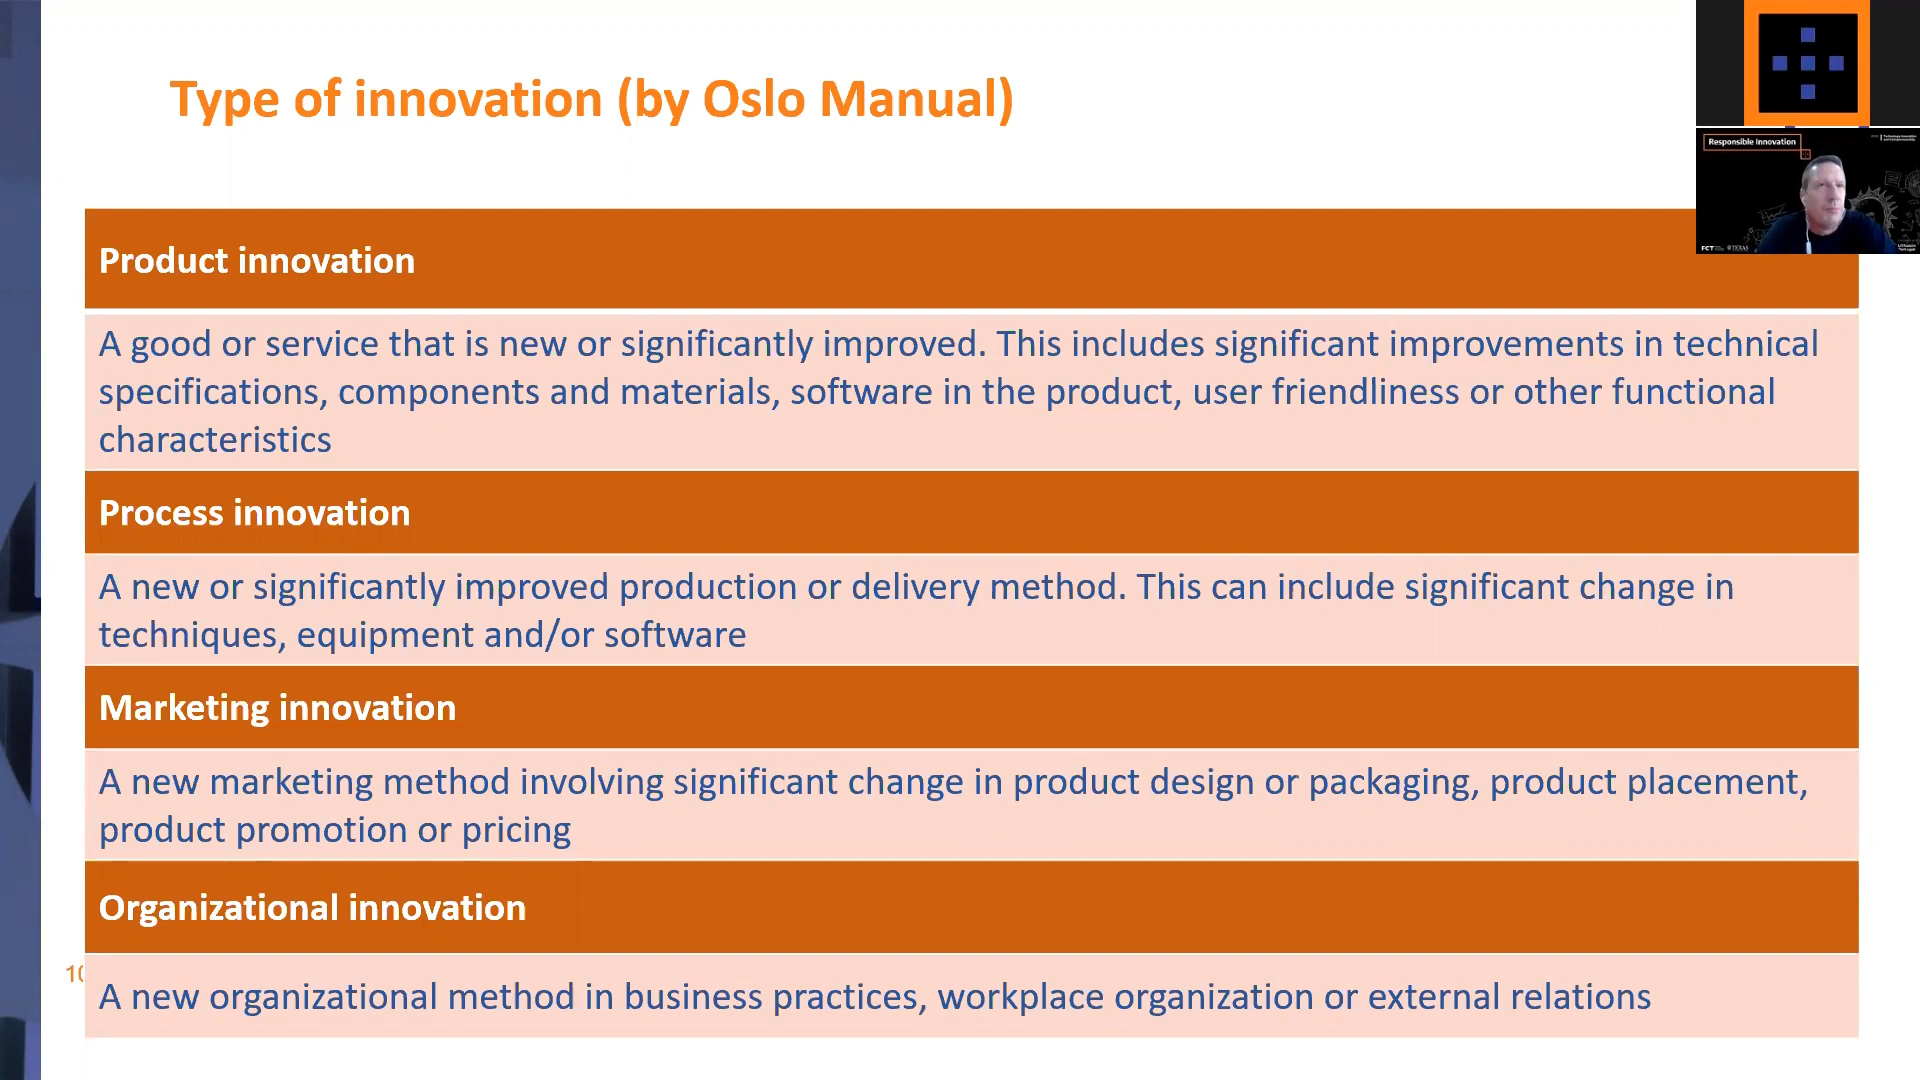 Type of innovation (by Oslo Manual)
Responsible Innovation
FCT
TEXAS
Product innovation
A good or service that is new or significantly improved. This includes significant improvements in technical
specifications, components and materials, software in the product, user friendliness or other functional
characteristics
Process innovation
A new or significantly improved production or delivery method. This can include significant change in
techniques, equipment and/or software
Marketing innovation
A new marketing method involving significant change in product design or packaging, product placement,
product promotion or pricing
Organizational innovation
10
A new organizational method in business practices, workplace organization or external relations